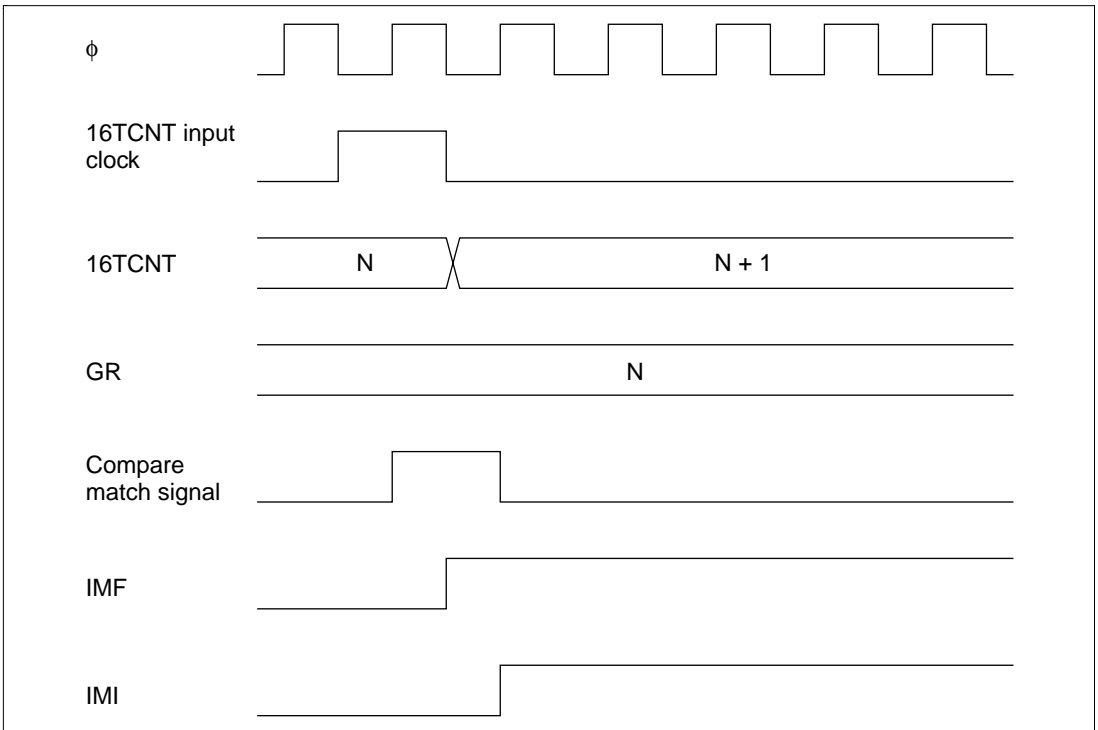 ϕ
16TCNT input
clock
16TCNT
N
N + 1
GR
N
Compare
match signal
IMF
IMI